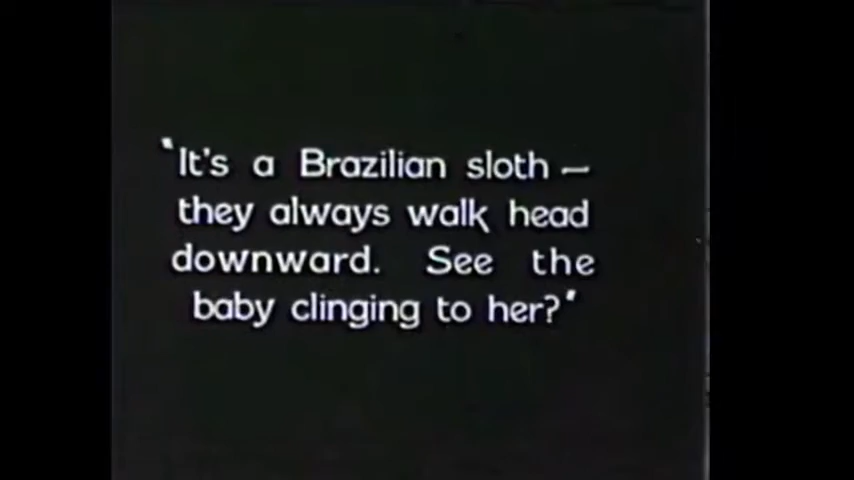 "It's a Brazilian sloth —
they always walk head
downward. See the
baby clinging to her?"